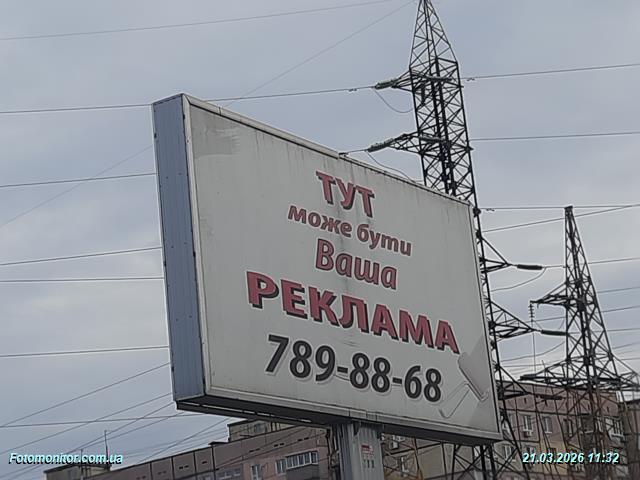 ТУТ
може бути
Ваша
РЕКЛАМА
789-88-68
Fotomonitor.com.ua
21.03.2026 11:32